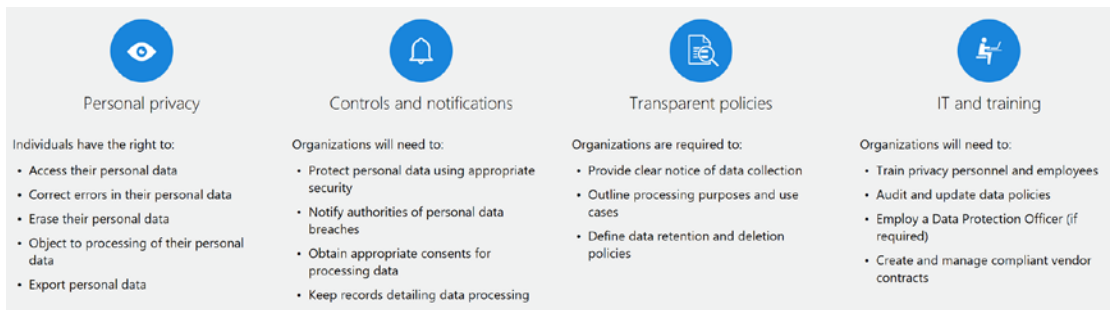 Personal privacy
Individuals have the right to:
• Access their personal data
• Correct errors in their personal data
• Erase their personal data
• Object to processing of their personal
data
• Export personal data
Controls and notifications
Organizations will need to:
• Protect personal data using appropriate
security
• Notify authorities of personal data
breaches
• Obtain appropriate consents for
processing data
• Keep records detailing data processing
Transparent policies
Organizations are required to:
• Provide clear notice of data collection
• Outline processing purposes and use
cases
• Define data retention and deletion
policies
IT and training
Organizations will need to:
• Train privacy personnel and employees
• Audit and update data policies
• Employ a Data Protection Officer (if
required)
• Create and manage compliant vendor
contracts